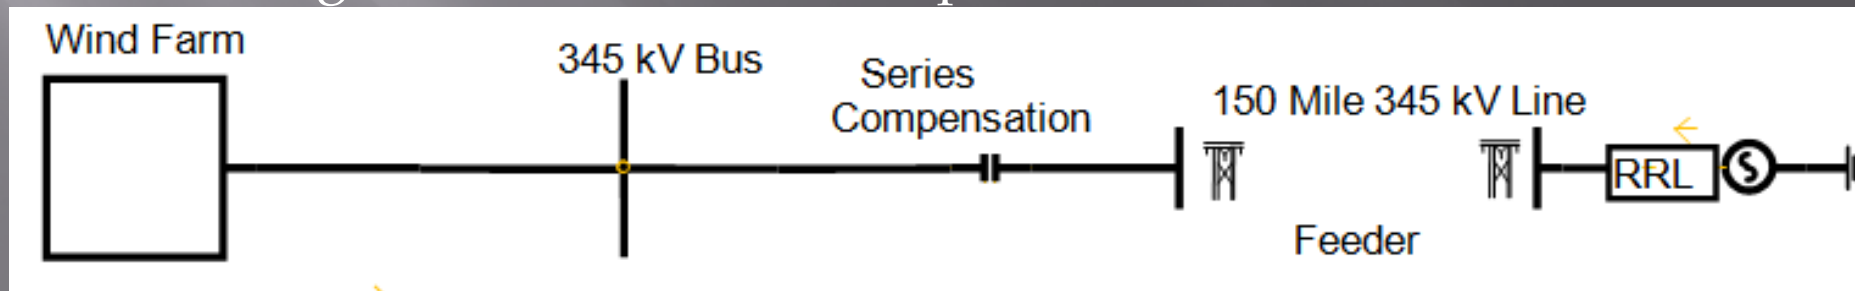 Wind Farm
345 kV Bus
Series
Compensation
150 Mile 345 kV Line
RRL
S
Feeder